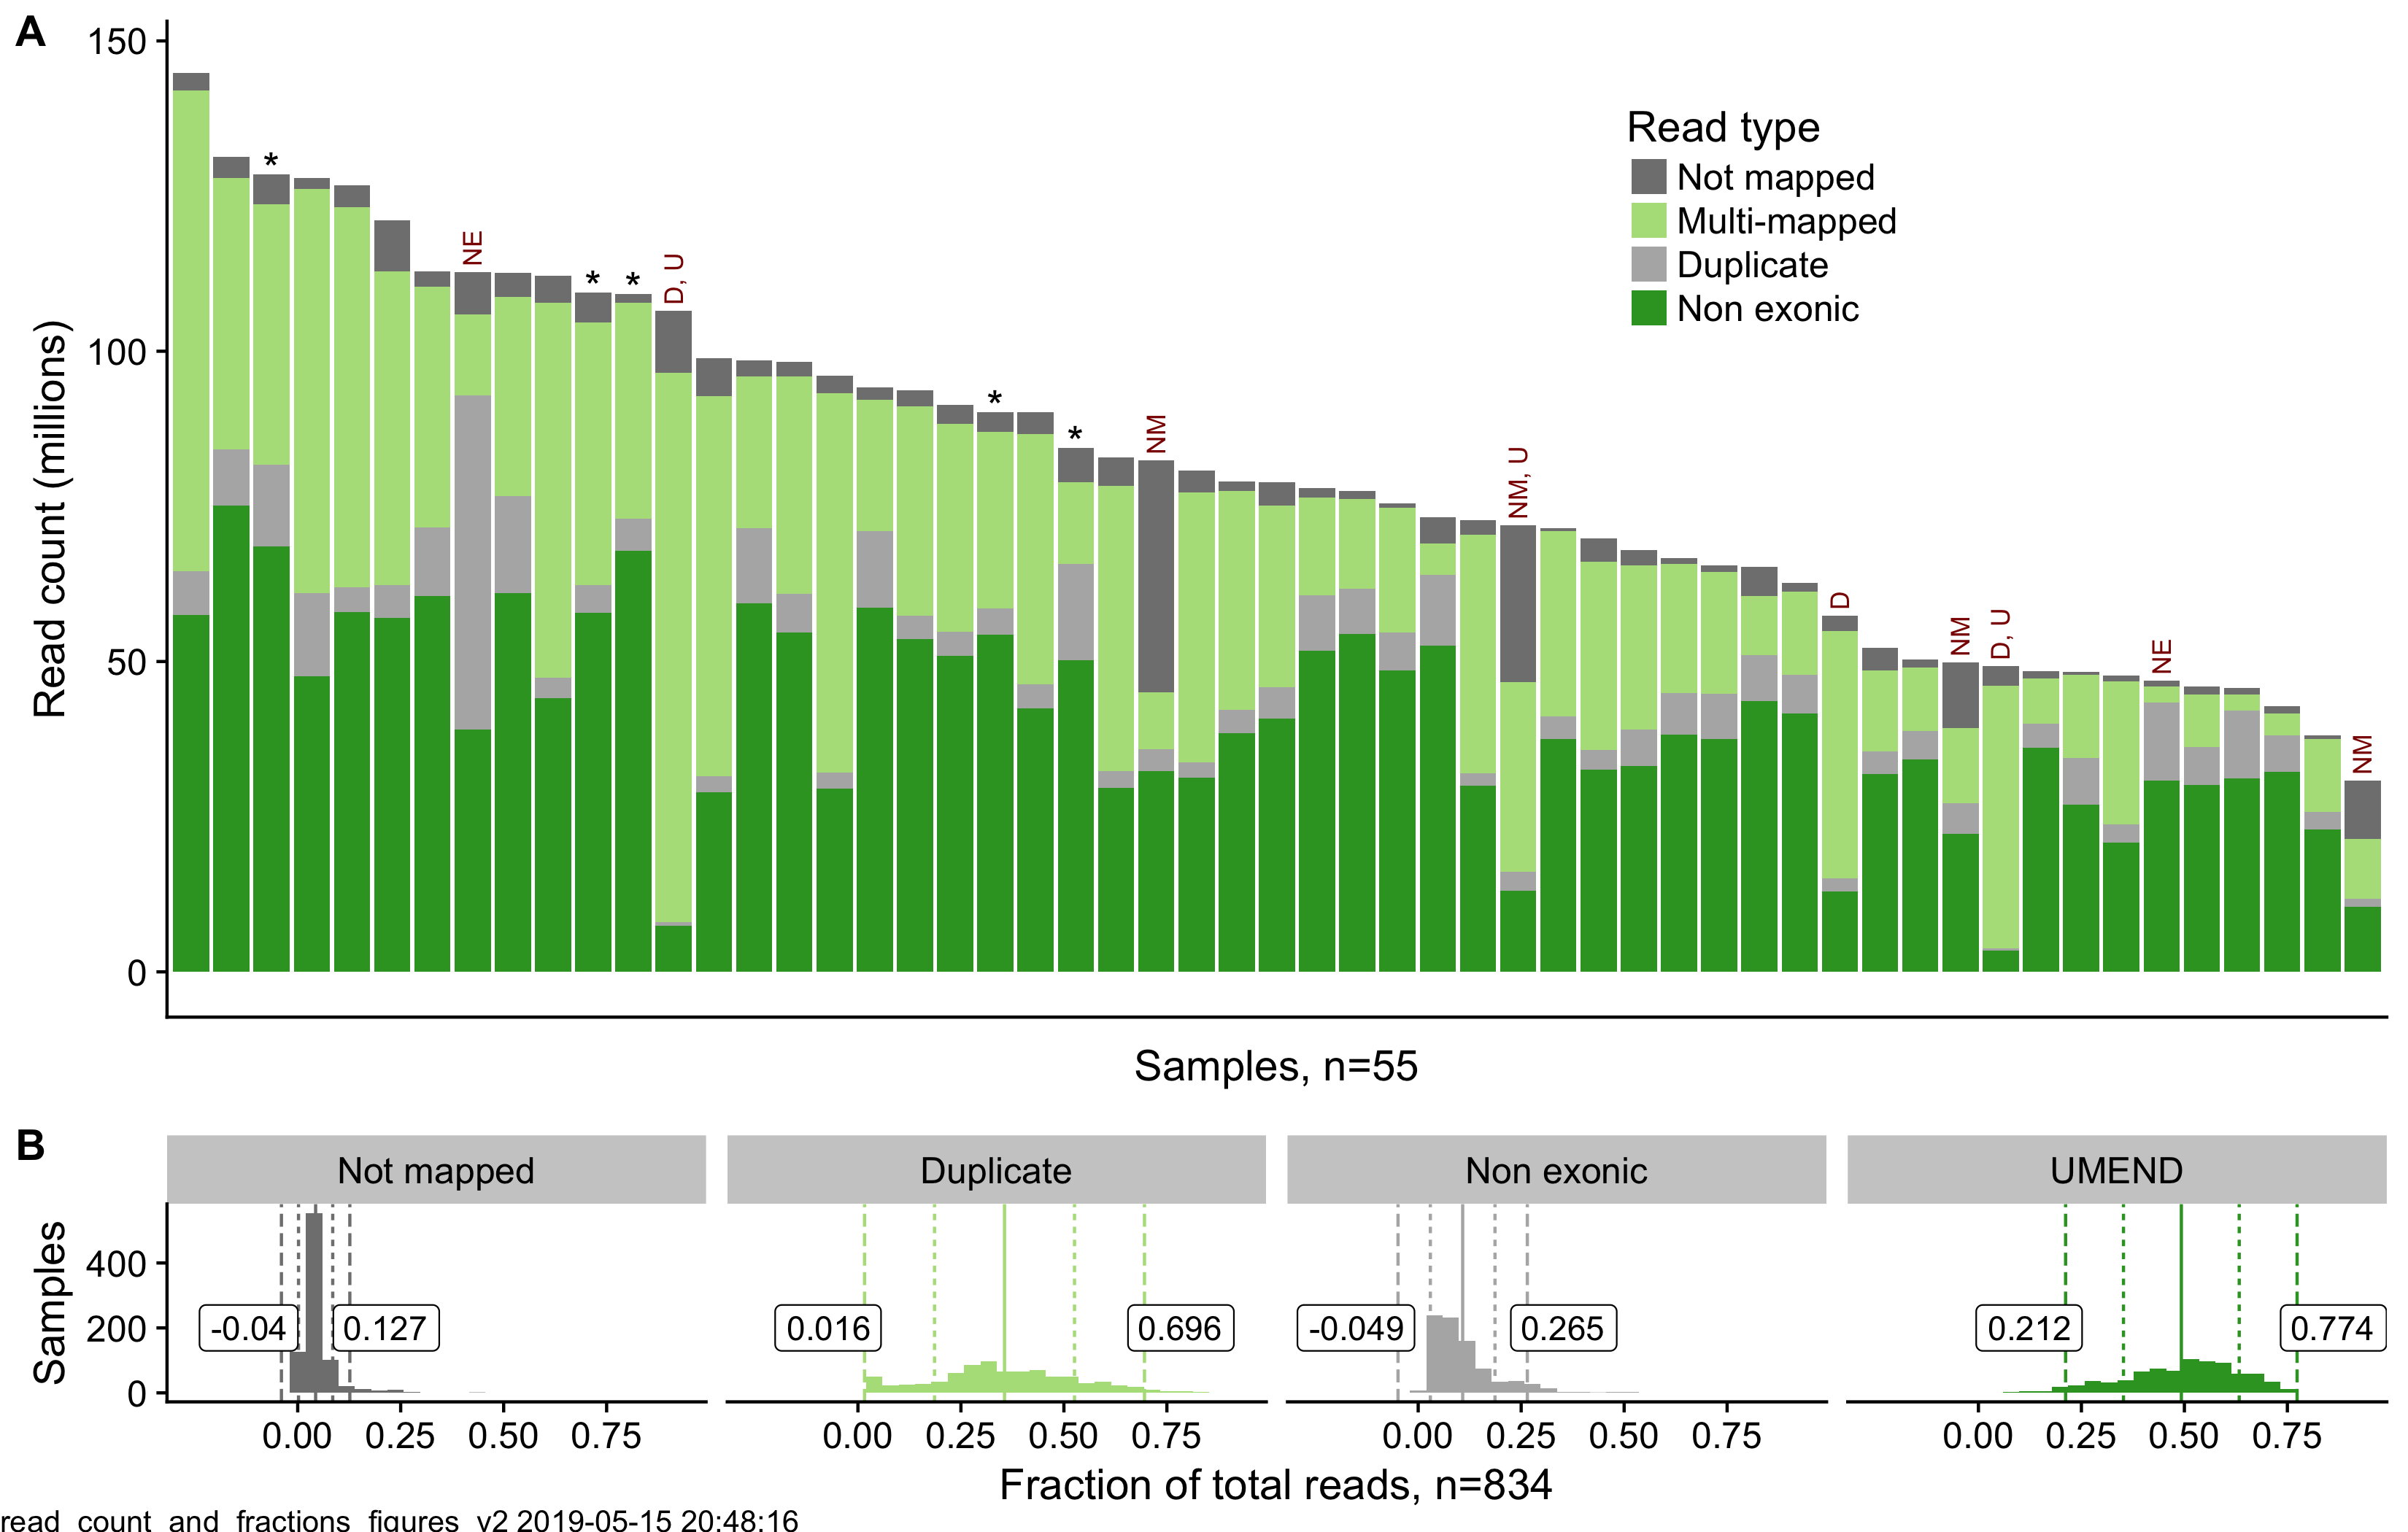 A
150
100
50
0
Read count (millions)
*
NE
*
*
D, U
*
*
NM
NM, U
D
NM
D, U
NE
NM
Read type
Not mapped
Multi-mapped
Duplicate
Non exonic
Samples, n=55
B
Not mapped
Duplicate
Non exonic
UMEND
Samples
400
200
0
-0.04
0.127
0.016
0.696
-0.049
0.265
0.212
0.774
0.00 0.25 0.50 0.75
0.00 0.25 0.50 0.75
0.00 0.25 0.50 0.75
0.00 0.25 0.50 0.75
Fraction of total reads, n=834
read_count_and_fractions_figures_v2 2019-05-15 20:48:16